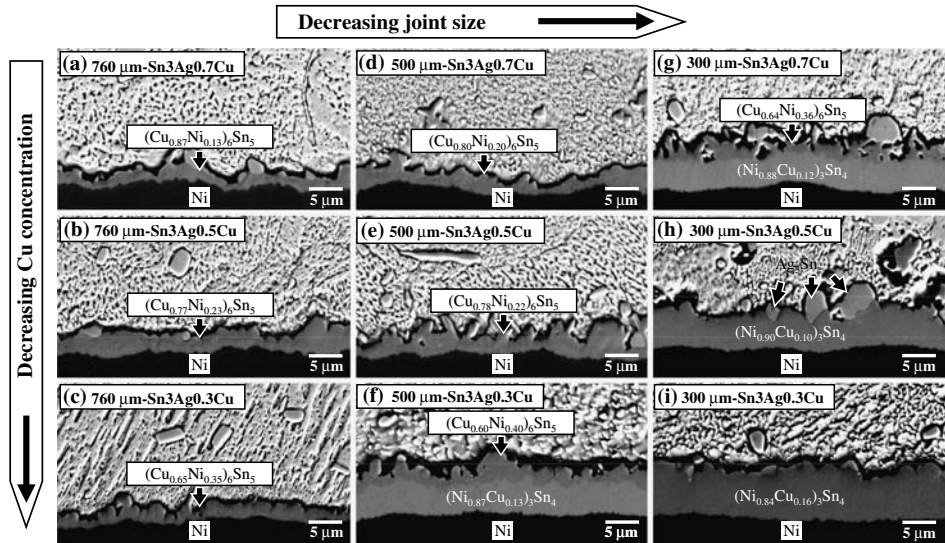 Decreasing joint size
Decreasing Cu concentration
(a) 760 μm-Sn3Ag0.7Cu
(Cu0.87Ni0.13)6Sn5
Ni
5 μm
(d) 500 μm-Sn3Ag0.7Cu
(Cu0.80Ni0.20)6Sn5
Ni
5 μm
(g) 300 μm-Sn3Ag0.7Cu
(Cu0.64Ni0.36)6Sn5
(Ni0.88Cu0.12)3Sn4
Ni
5 μm
(b) 760 μm-Sn3Ag0.5Cu
(Cu0.77Ni0.23)6Sn5
Ni
5 μm
(e) 500 μm-Sn3Ag0.5Cu
(Cu0.78Ni0.22)6Sn5
Ni
5 μm
(h) 300 μm-Sn3Ag0.5Cu
(Ni0.90Cu0.10)3Sn4
Ni
5 μm
(c) 760 μm-Sn3Ag0.3Cu
(Cu0.65Ni0.35)6Sn5
Ni
5 μm
(f) 500 μm-Sn3Ag0.3Cu
(Cu0.60Ni0.40)6Sn5
(Ni0.87Cu0.13)3Sn4
Ni
5 μm
(i) 300 μm-Sn3Ag0.3Cu
(Ni0.84Cu0.16)3Sn4
Ni
5 μm